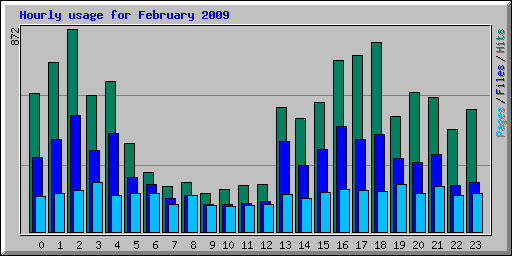 Hourly usage for February 2009
872
Pages/Files/Hits
0 1 2 3 4 5 6 7 8 9 10 11 12 13 14 15 16 17 18 19 20 21 22 23